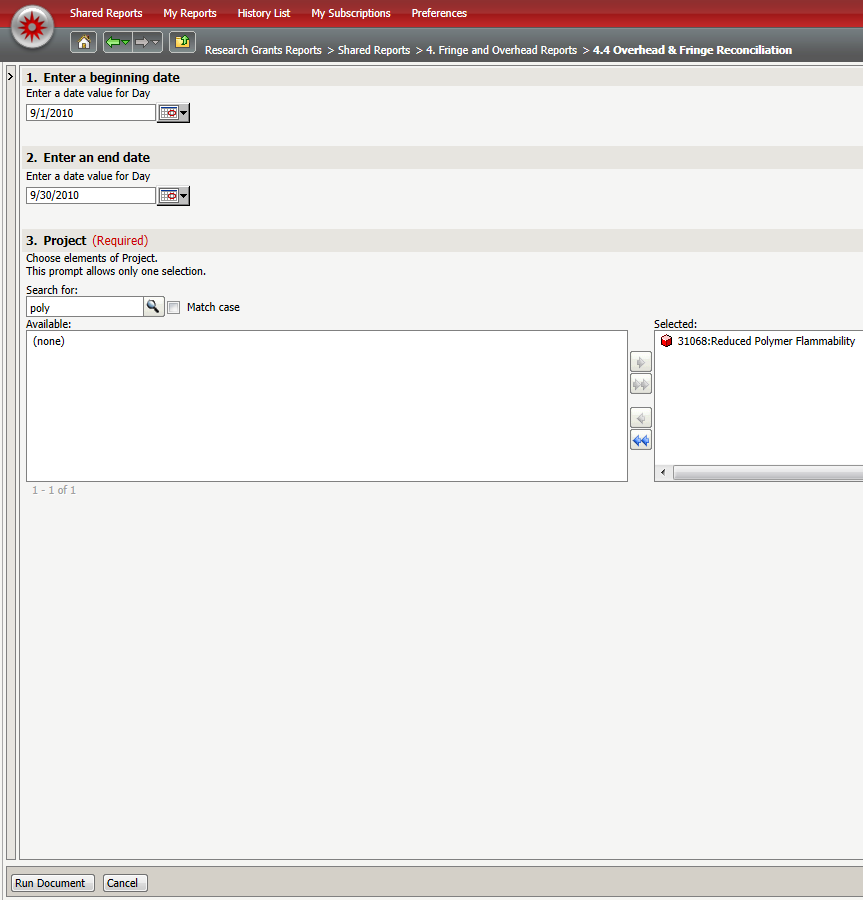 Shared Reports My Reports History List My Subscriptions Preferences
Research Grants Reports > Shared Reports > 4. Fringe and Overhead Reports > 4.4 Overhead & Fringe Reconciliation
1. Enter a beginning date
Enter a date value for Day
9/1/2010
2. Enter an end date
Enter a date value for Day
9/30/2010
3. Project (Required)
Choose elements of Project.
This prompt allows only one selection.
Search for:
poly
Match case
Available:
Selected:
(none)
31068:Reduced Polymer Flammability
1 - 1 of 1
Run Document Cancel